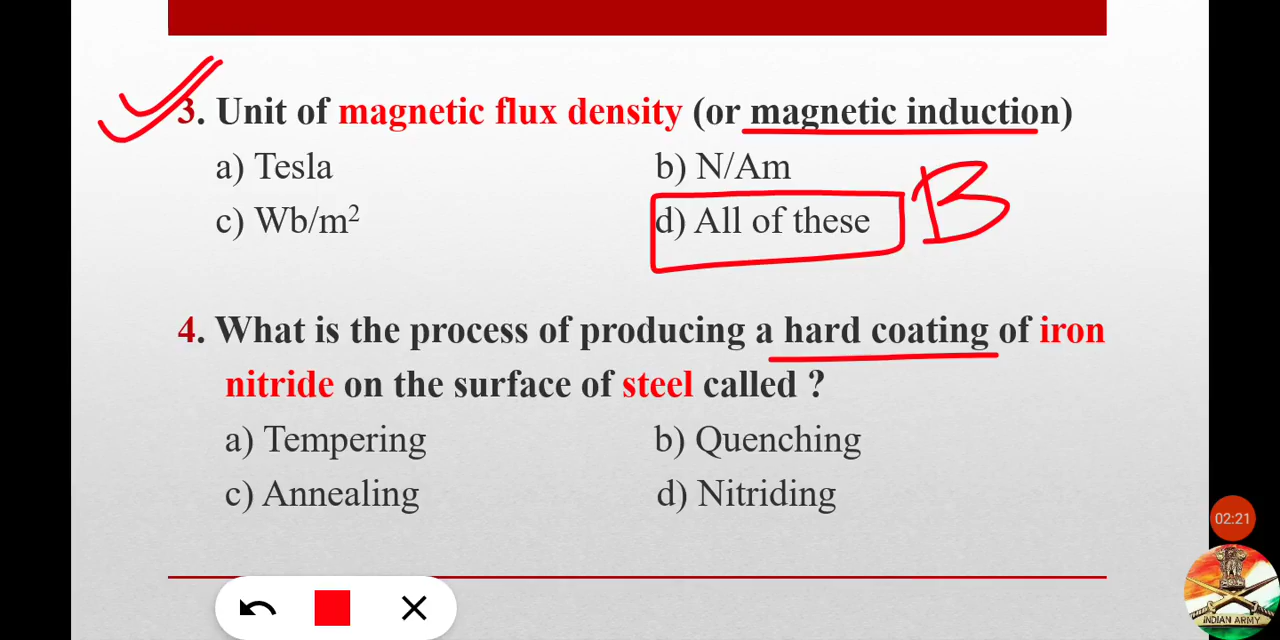 3. Unit of magnetic flux density (or magnetic induction)
a) Tesla
b) N/Am
c) Wb/m²
d) All of these
B
4. What is the process of producing a hard coating of iron
nitride on the surface of steel called ?
a) Tempering
b) Quenching
c) Annealing
d) Nitriding
02:21
INDIAN ARMY